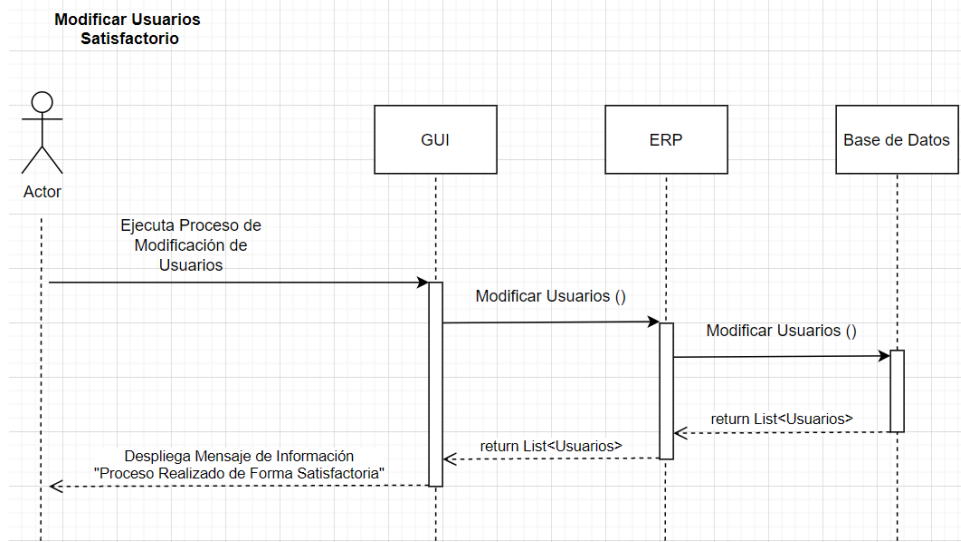 Modificar Usuarios
Satisfactorio
GUI
ERP
Base de Datos
Actor
Ejecuta Proceso de
Modificación de
Usuarios
Modificar Usuarios ()
Modificar Usuarios ()
return List<Usuarios>
return List<Usuarios>
Despliega Mensaje de Información
"Proceso Realizado de Forma Satisfactoria"